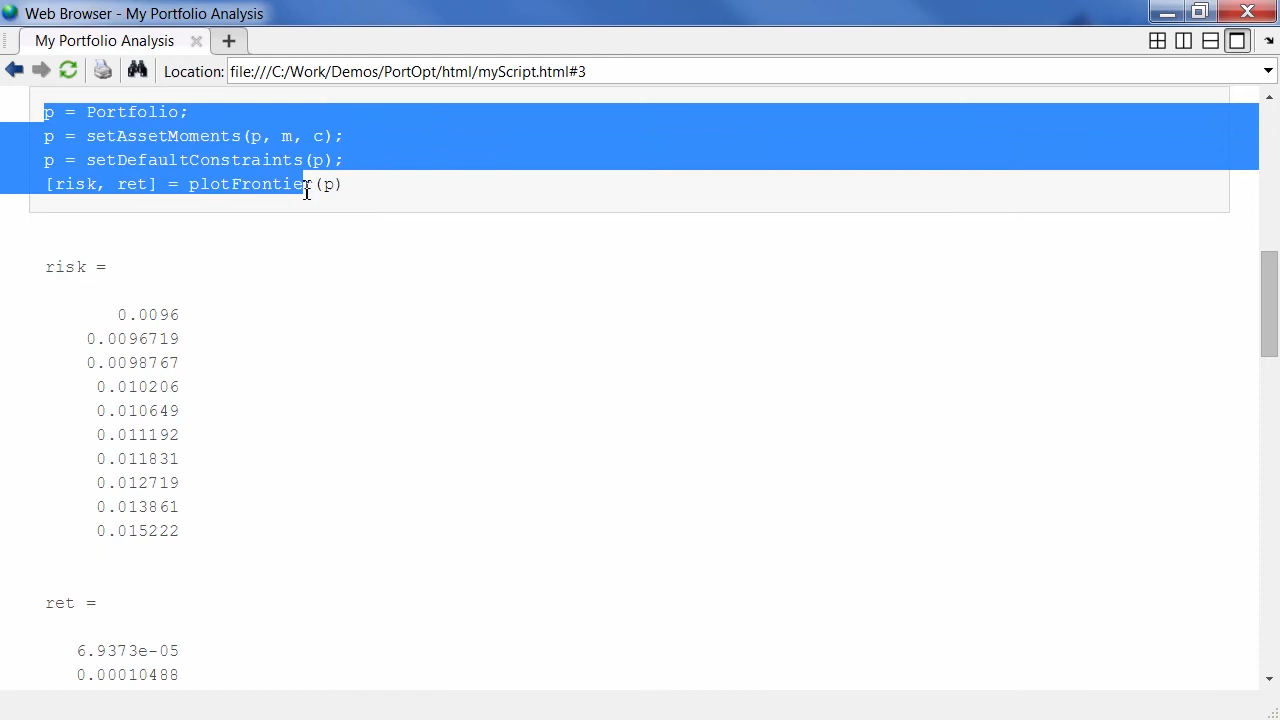 Web Browser - My Portfolio Analysis
My Portfolio Analysis
Location: file:///C:/Work/Demos/PortOpt/html/myScript.html#3
p = Portfolio;
p = setAssetMoments(p, m, c);
p = setDefaultConstraints(p);
[risk, ret] = plotFrontier(p)
risk =
0.0096
0.0096719
0.0098767
0.010206
0.010649
0.011192
0.011831
0.012719
0.013861
0.015222
ret =
6.9373e-05
0.00010488